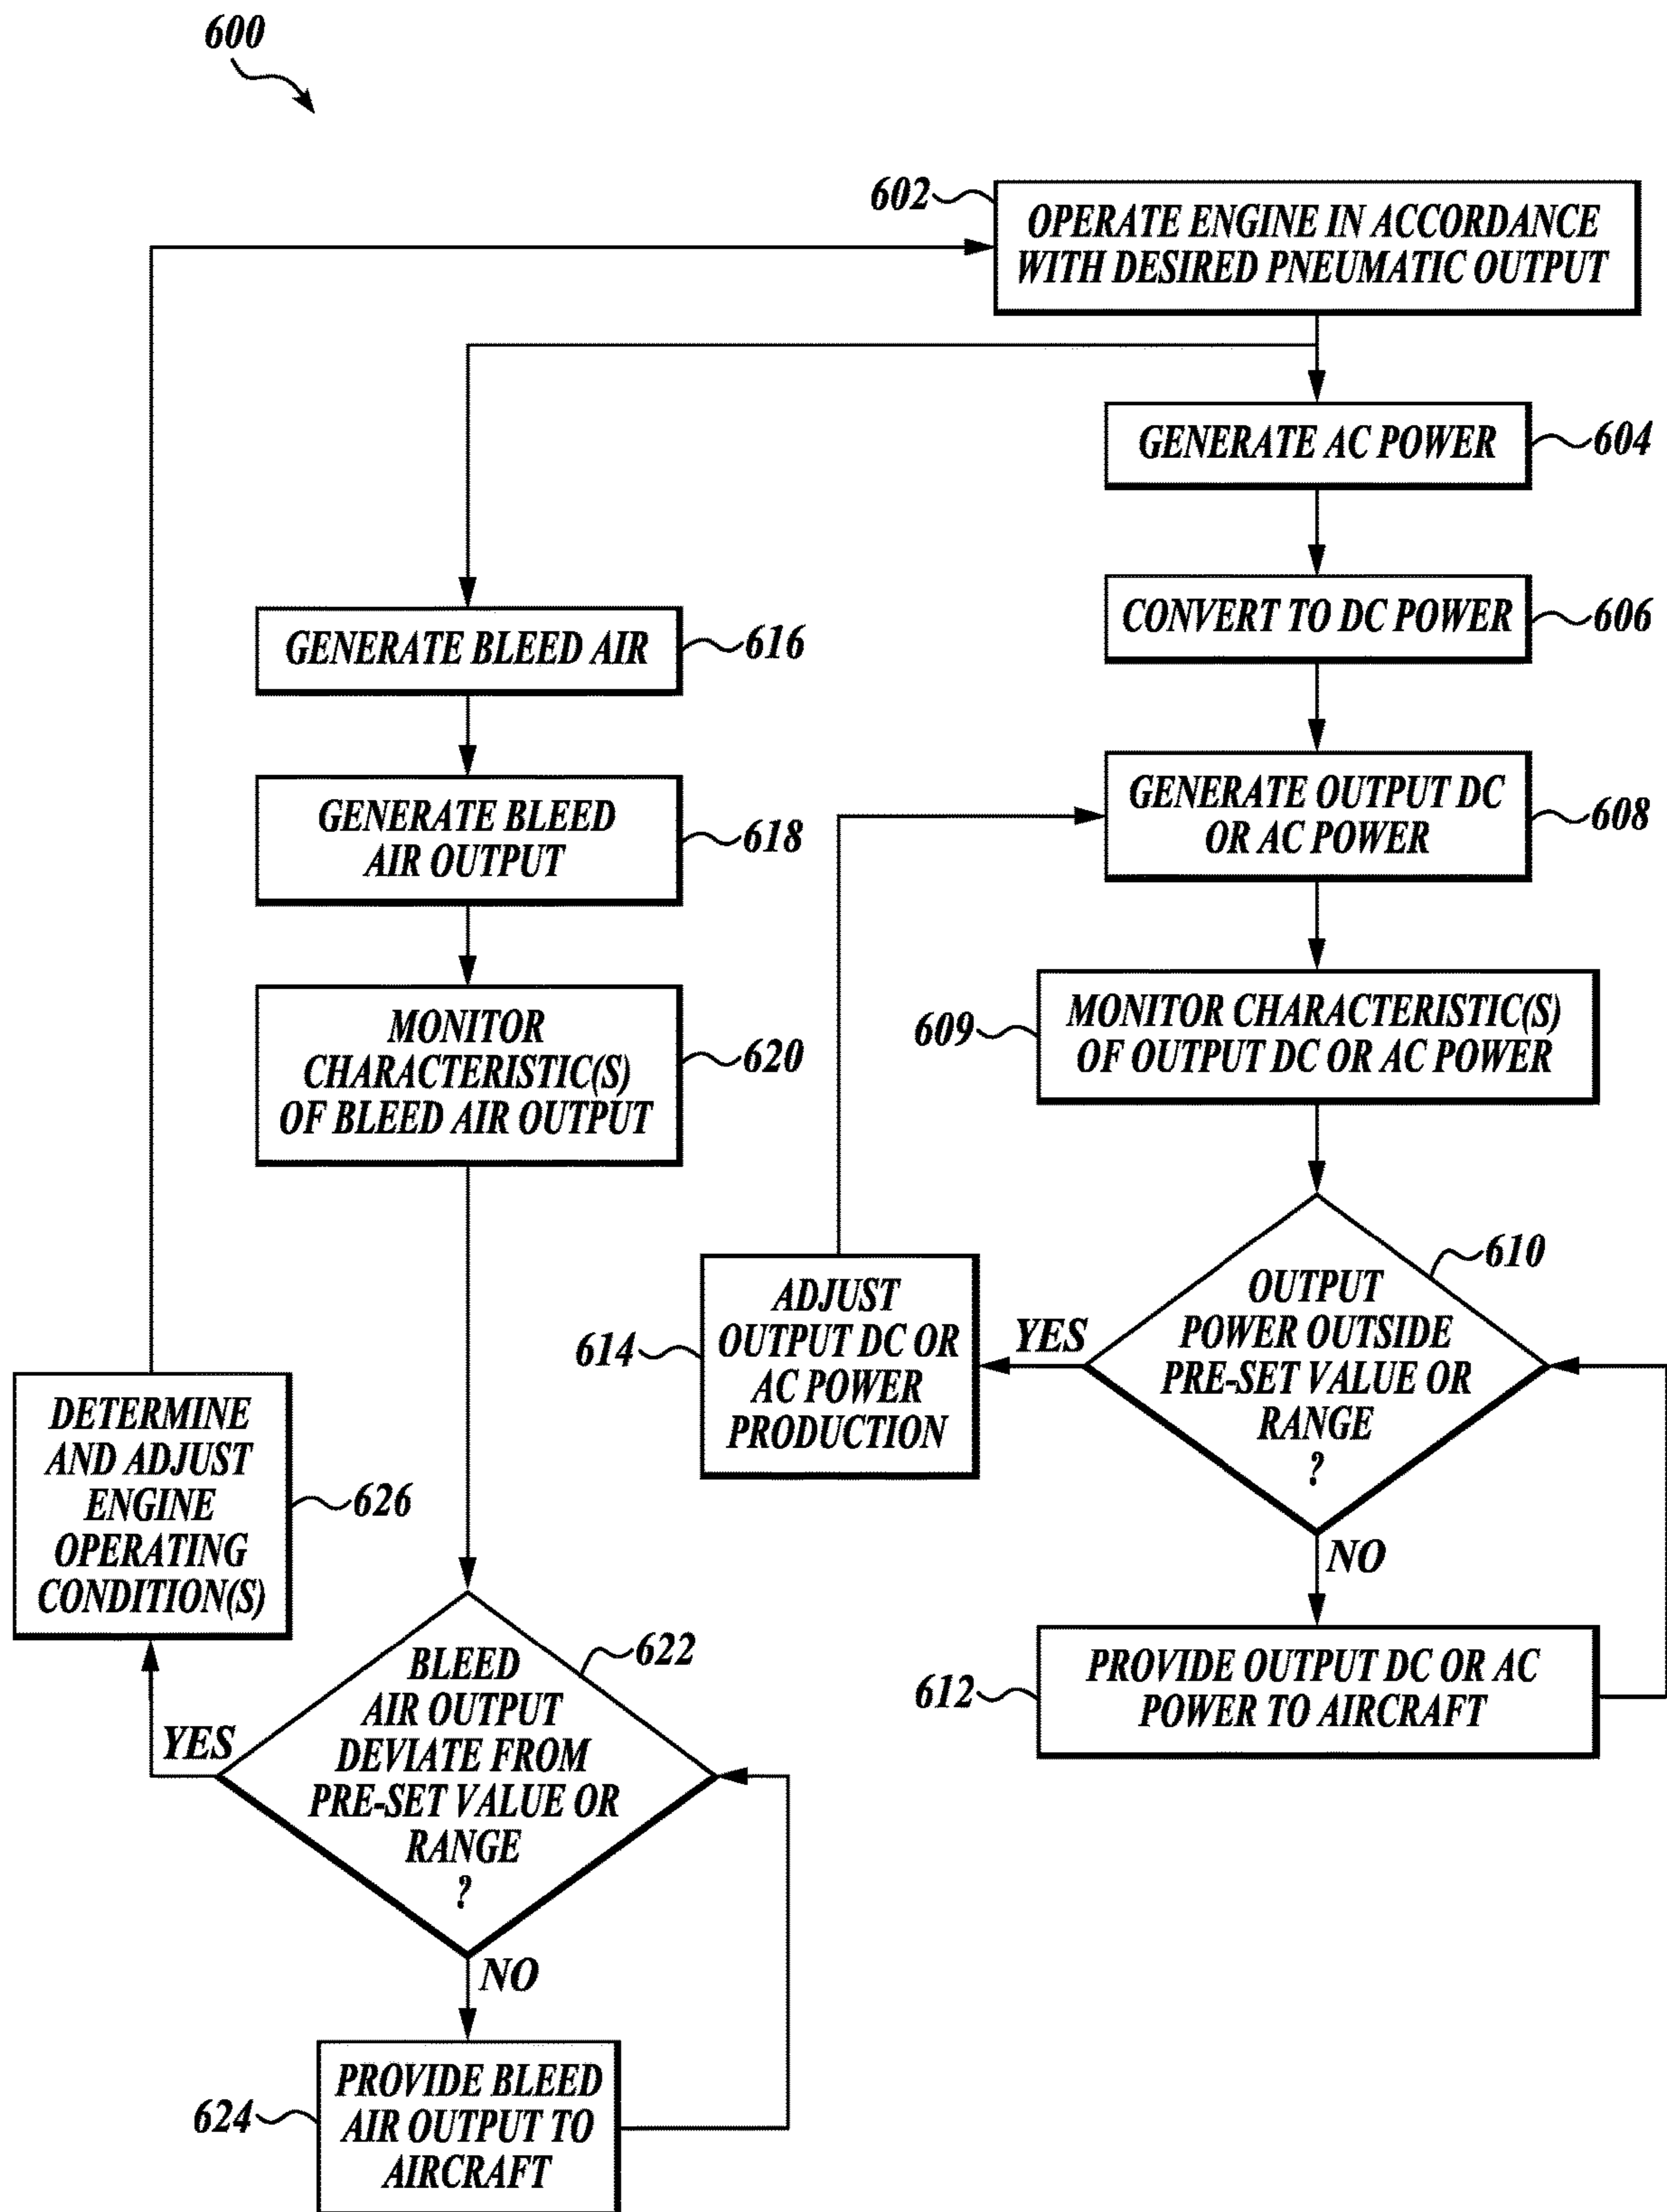 600
602
OPERATE ENGINE IN ACCORDANCE
WITH DESIRED PNEUMATIC OUTPUT
GENERATE AC POWER
604
CONVERT TO DC POWER
606
GENERATE OUTPUT DC
OR AC POWER
608
609
MONITOR CHARACTERISTIC(S)
OF OUTPUT DC OR AC POWER
610
OUTPUT
POWER OUTSIDE
PRE-SET VALUE OR
RANGE
?
YES
NO
614
ADJUST
OUTPUT DC OR
AC POWER
PRODUCTION
612
PROVIDE OUTPUT DC OR AC
POWER TO AIRCRAFT
GENERATE BLEED AIR
616
GENERATE BLEED
AIR OUTPUT
618
MONITOR
CHARACTERISTIC(S)
OF BLEED AIR OUTPUT
620
622
BLEED
AIR OUTPUT
DEVIATE FROM
PRE-SET VALUE OR
RANGE
?
YES
NO
DETERMINE
AND ADJUST
ENGINE
OPERATING
CONDITION(S)
626
624
PROVIDE BLEED
AIR OUTPUT TO
AIRCRAFT